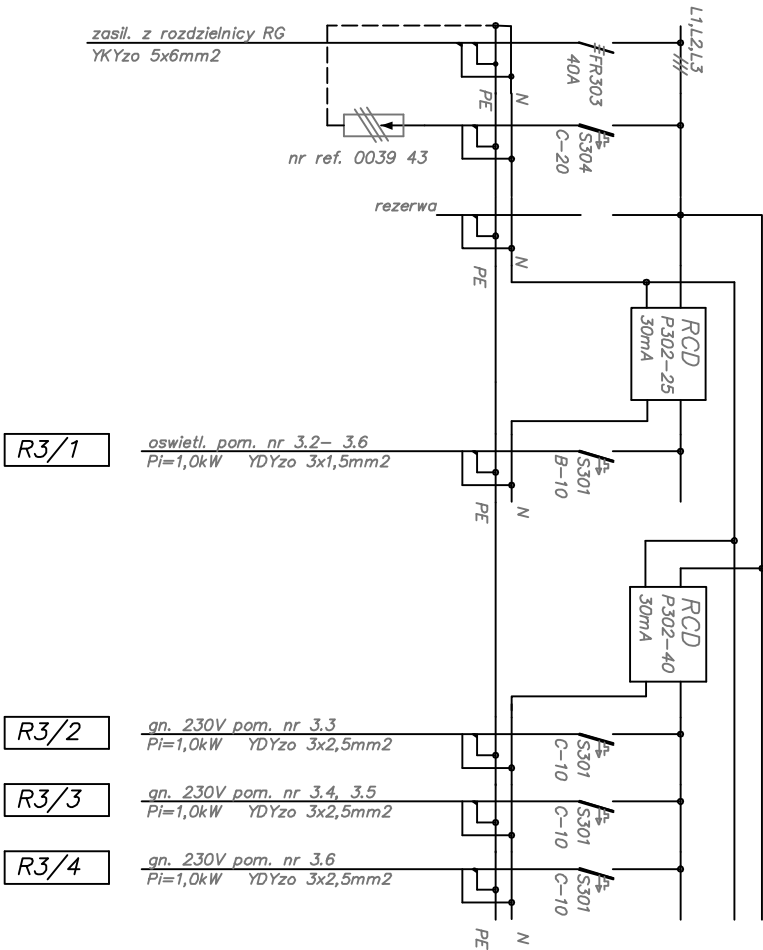 L1,L2,L3
zasil. z rozdzielnicy RG
YKYzo 5x6mm2
FR303
40A
N
PE
S304
C-20
nr ref. 0039 43
rezerwa
N
PE
RCD
P302-25
30mA
R3/1
oswietl. pom. nr 3.2- 3.6
Pi=1,0kW YDYzo 3x1,5mm2
S301
B-10
N
PE
RCD
P302-40
30mA
R3/2
gn. 230V pom. nr 3.3
Pi=1,0kW YDYzo 3x2,5mm2
S301
C-10
R3/3
gn. 230V pom. nr 3.4, 3.5
Pi=1,0kW YDYzo 3x2,5mm2
S301
C-10
R3/4
gn. 230V pom. nr 3.6
Pi=1,0kW YDYzo 3x2,5mm2
S301
C-10
N
PE